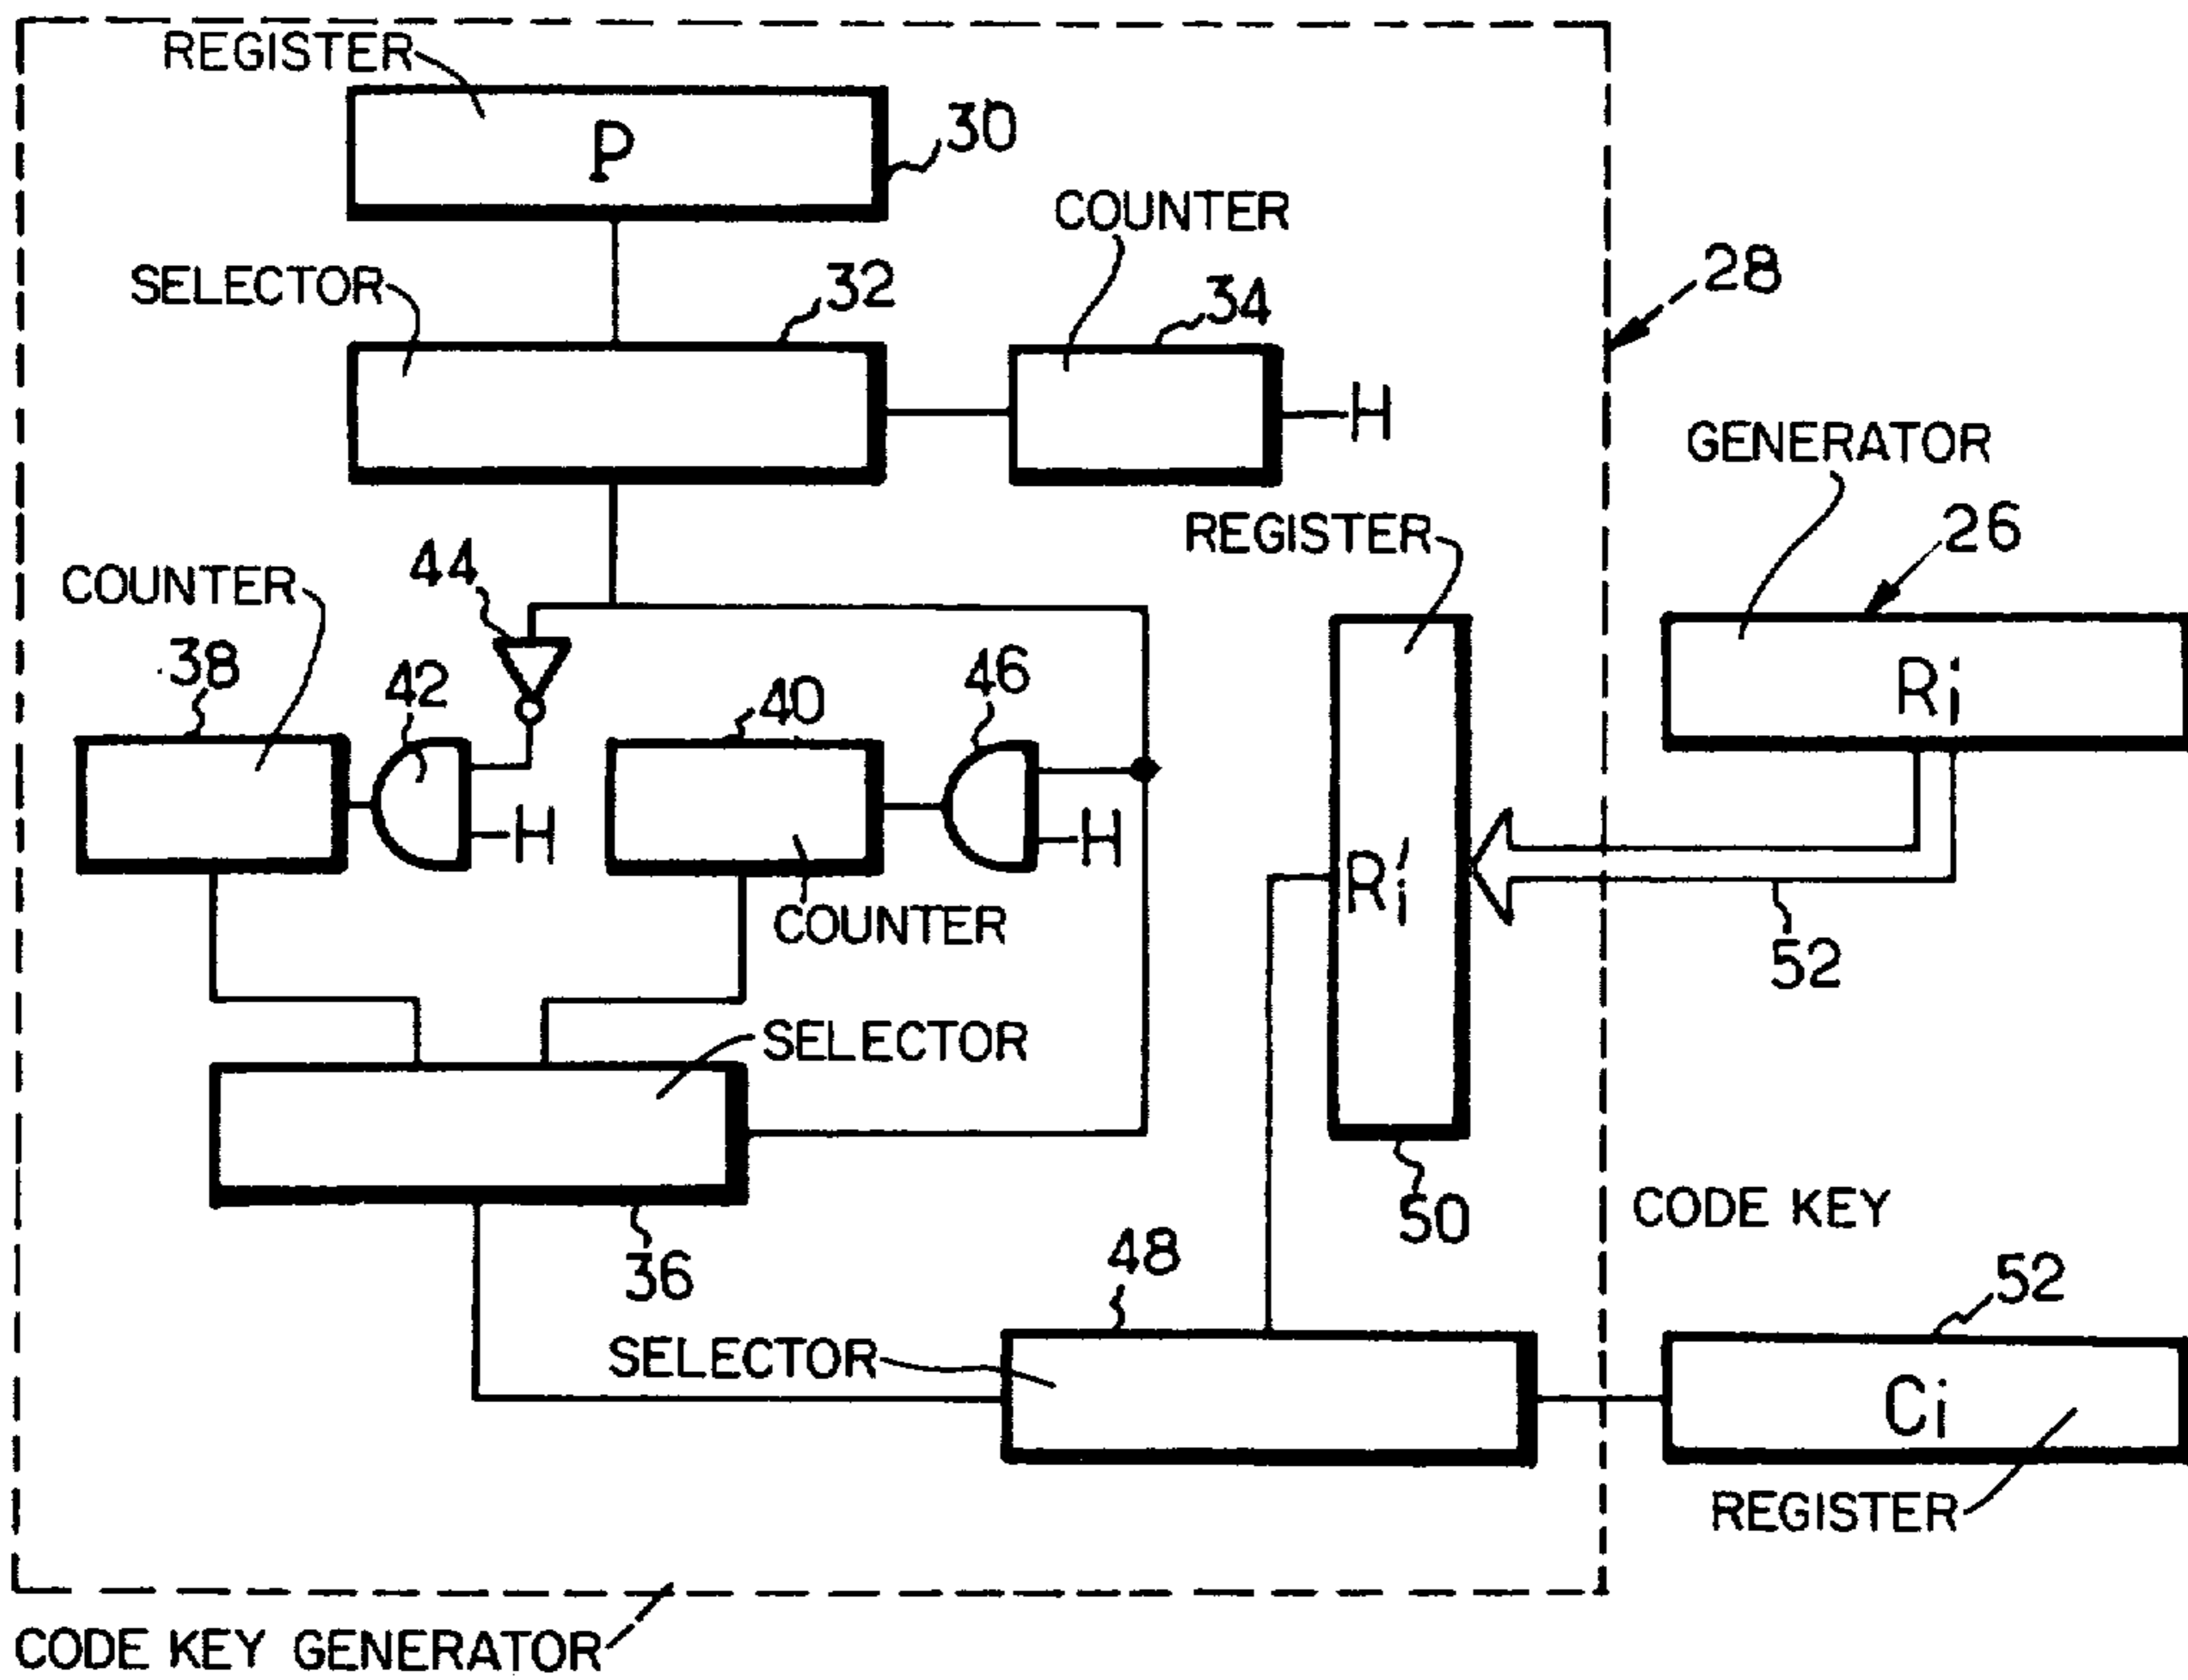 REGISTER
P
30
COUNTER
SELECTOR
32
34
28
H
GENERATOR
REGISTER
26
44
COUNTER
38
42
40
46
Ri
H
H
Ri
COUNTER
52
SELECTOR
50
CODE KEY
36
48
52
SELECTOR
Ci
REGISTER
CODE KEY GENERATOR